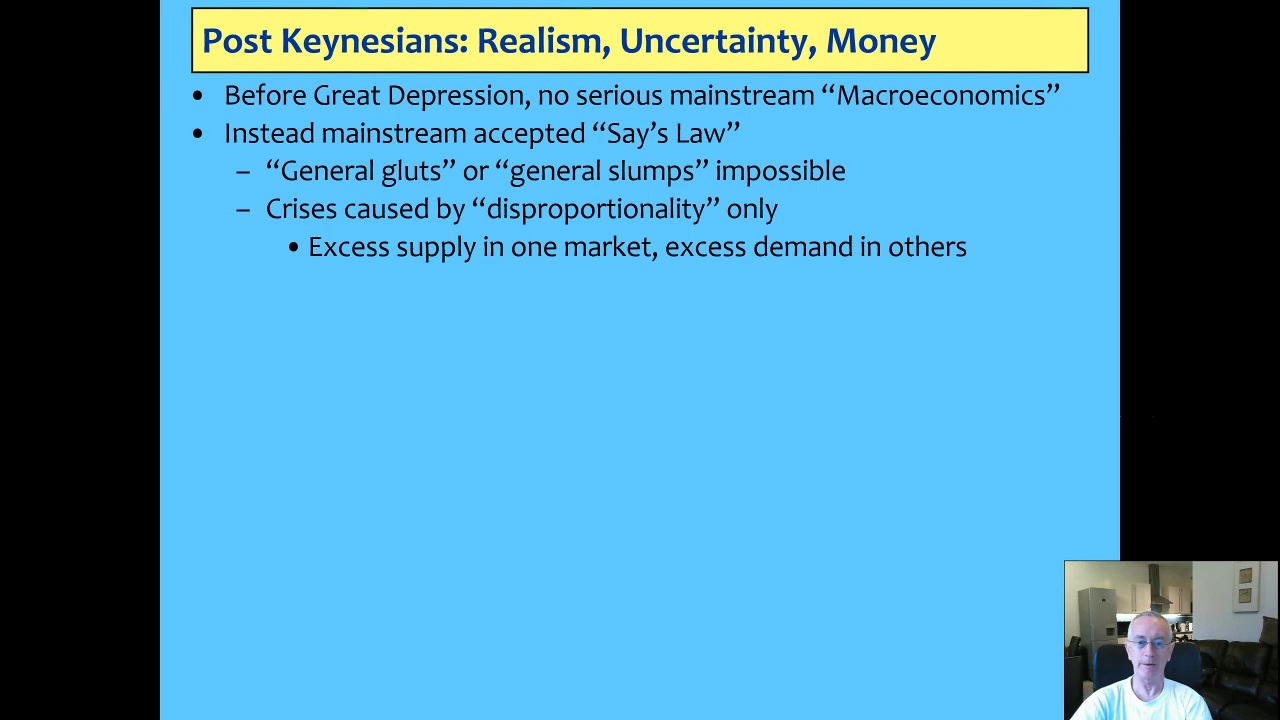 Post Keynesians: Realism, Uncertainty, Money
• Before Great Depression, no serious mainstream “Macroeconomics”
• Instead mainstream accepted “Say’s Law”
– “General gluts” or “general slumps” impossible
– Crises caused by “disproportionality” only
• Excess supply in one market, excess demand in others